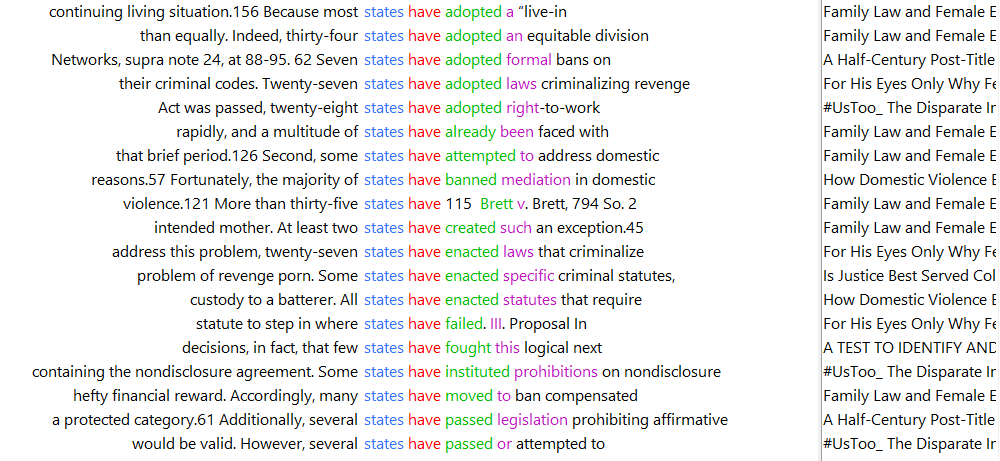 continuing living situation.156 Because most states have adopted a "live-in Family Law and Female E
than equally. Indeed, thirty-four states have adopted an equitable division Family Law and Female E
Networks, supra note 24, at 88-95. 62 Seven states have adopted formal bans on A Half-Century Post-Title
their criminal codes. Twenty-seven states have adopted laws criminalizing revenge For His Eyes Only Why Fe
Act was passed, twenty-eight states have adopted right-to-work #UsToo_ The Disparate Ir
rapidly, and a multitude of states have already been faced with Family Law and Female E
that brief period.126 Second, some states have attempted to address domestic Family Law and Female E
reasons.57 Fortunately, the majority of states have banned mediation in domestic How Domestic Violence E
violence.121 More than thirty-five states have 115 Brett v. Brett, 794 So. 2 Family Law and Female E
intended mother. At least two states have created such an exception.45 Family Law and Female E
address this problem, twenty-seven states have enacted laws that criminalize For His Eyes Only Why Fe
problem of revenge porn. Some states have enacted specific criminal statutes, Is Justice Best Served Col
custody to a batterer. All states have enacted statutes that require How Domestic Violence E
statute to step in where states have failed. III. Proposal In For His Eyes Only Why Fe
decisions, in fact, that few states have fought this logical next A TEST TO IDENTIFY AND
containing the nondisclosure agreement. Some states have instituted prohibitions on nondisclosure #UsToo_ The Disparate Ir
hefty financial reward. Accordingly, many states have moved to ban compensated Family Law and Female E
a protected category.61 Additionally, several states have passed legislation prohibiting affirmative A Half-Century Post-Title
would be valid. However, several states have passed or attempted to #UsToo_ The Disparate Ir